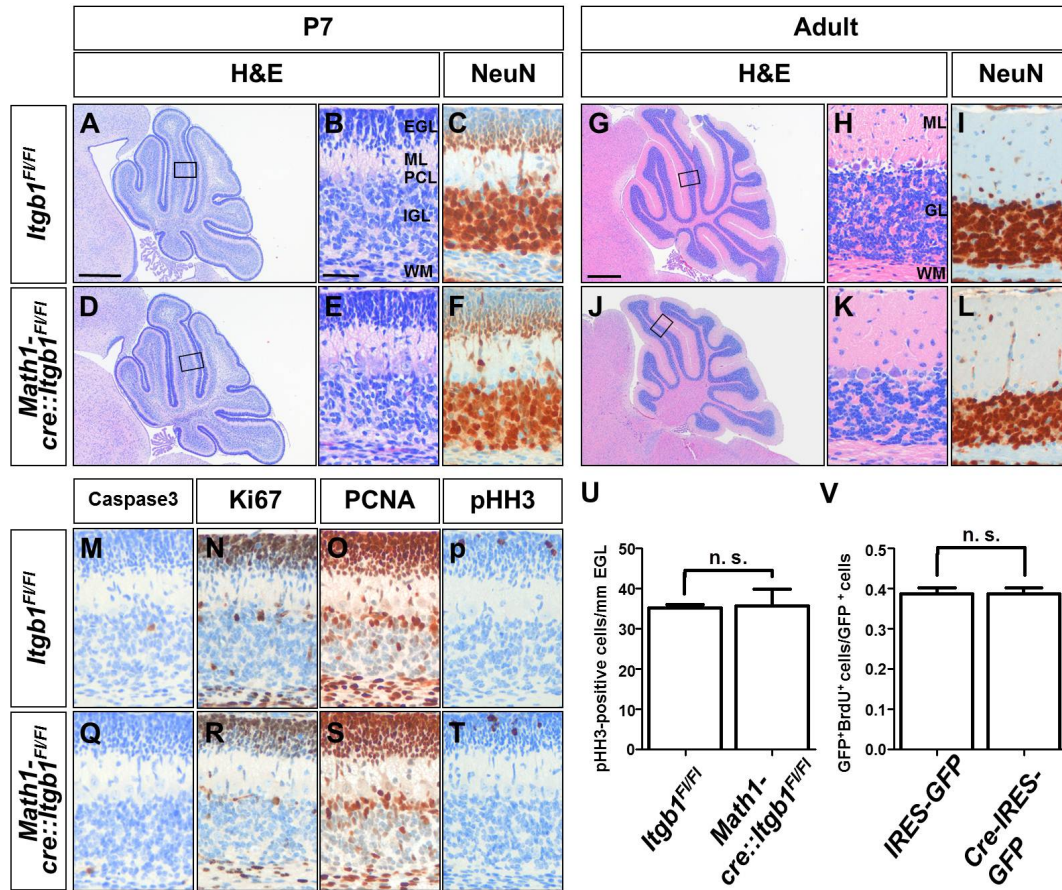 P7
Adult
H&E
NeuN
H&E
NeuN
Itgb1Fl/Fl
A
B
EGL
ML
PCL
IGL
WM
C
G
H
ML
GL
WM
I
Math1-
cre::Itgb1Fl/Fl
D
E
F
J
K
L
Caspase3
Ki67
PCNA
pHH3
Itgb1Fl/Fl
M
N
O
p
Math1-
cre::Itgb1Fl/Fl
Q
R
S
T
U
pHH3-positive cells/mm EGL
50
40
30
20
10
0
n. s.
Itgb1Fl/Fl
Math1-
cre::Itgb1Fl/Fl
V
GFP+BrdU+ cells/GFP + cells
0.5
0.4
0.3
0.2
0.1
0.0
n. s.
IRES-GFP
Cre-IRES-
GFP